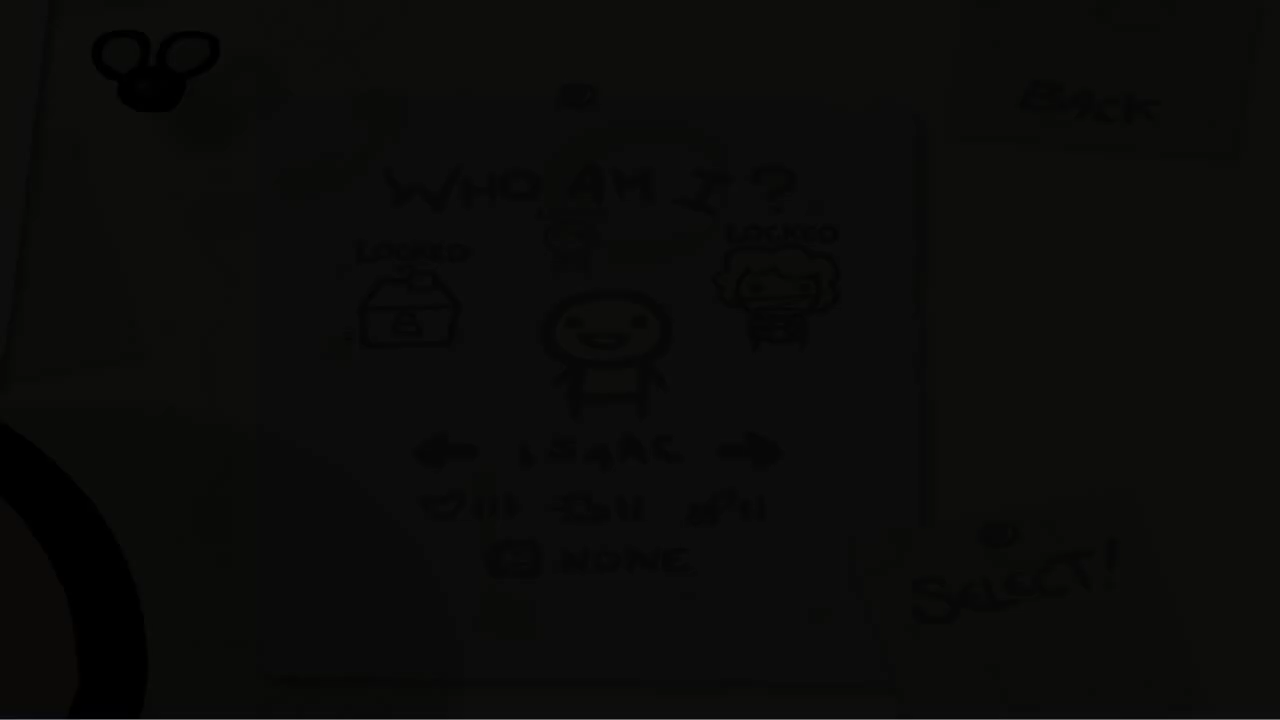 Back
WHO AM I?
LOCKED
LOCKED
ISAAC
NONE
SELECT!